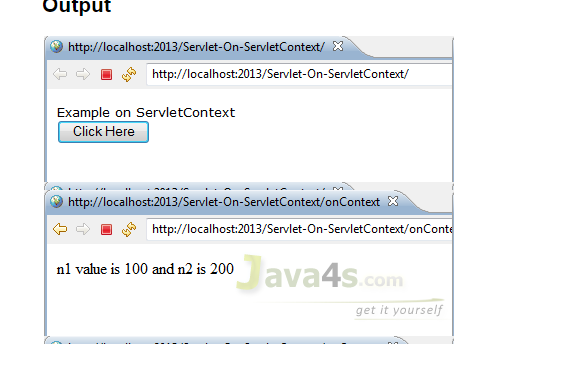 Output
http://localhost:2013/Servlet-On-ServletContext/
http://localhost:2013/Servlet-On-ServletContext/
Example on ServletContext
Click Here
http://localhost:2013/Servlet-On-ServletContext/onContext
http://localhost:2013/Servlet-On-ServletContext/onConte
n1 value is 100 and n2 is 200
Java4s.com
get it yourself